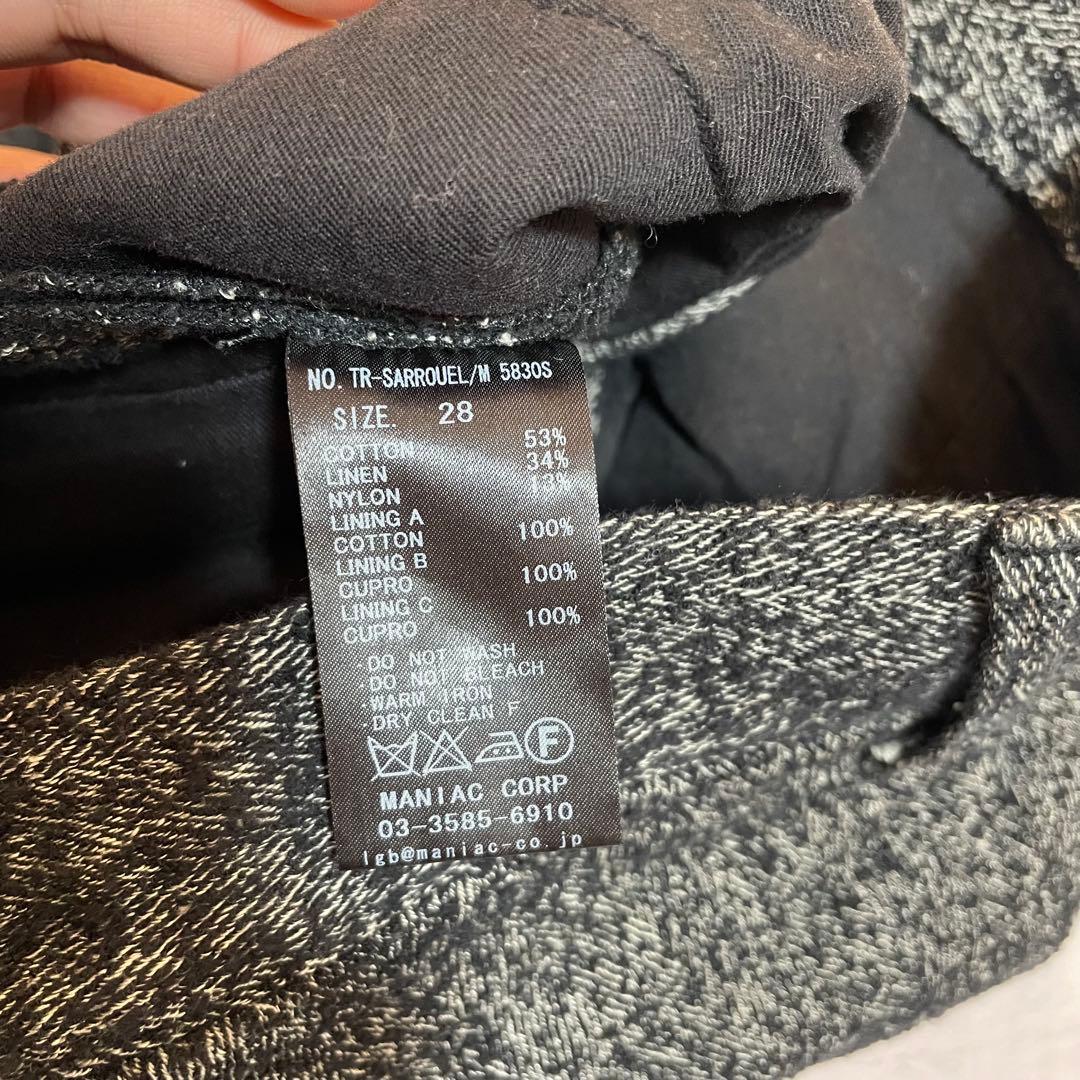 NO. TR-SARROUEL/M 5830S
SIZE. 28
COTTON 53%
LINEN 34%
NYLON 13%
LINING A
COTTON 100%
LINING B
CUPRO 100%
LINING C
CUPRO 100%
·DO NOT WASH
·DO NOT BLEACH
·WARM IRON
·DRY CLEAN F
F
MANIAC CORP
03-3585-6910
lgb@maniac-co.jp